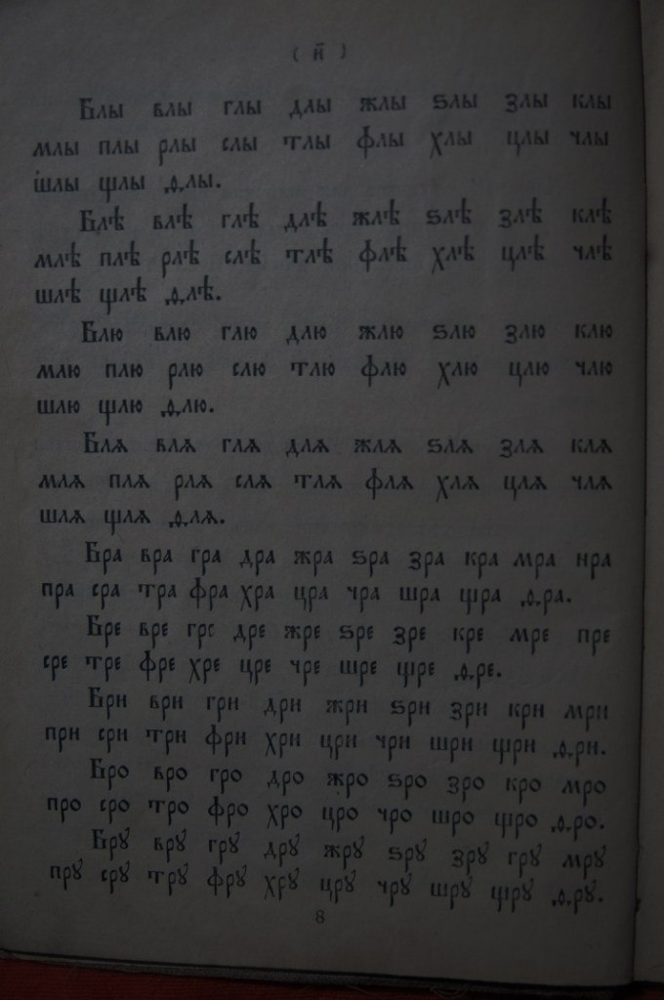 ( и҃ )
Блы влы глы длы жлы ѕлы злы клы
млы плы рлы слы тлы флы хлы цлы члы
шлы щлы ѳлы.
Блѣ влѣ глѣ длѣ жлѣ ѕлѣ злѣ клѣ
млѣ плѣ рлѣ слѣ тлѣ флѣ хлѣ цлѣ члѣ
шлѣ щлѣ ѳлѣ.
Блю влю глю длю жлю ѕлю злю клю
млю плю рлю слю тлю флю хлю цлю члю
шлю щлю ѳлю.
Блѧ влѧ глѧ длѧ жлѧ ѕлѧ злѧ клѧ
млѧ плѧ рлѧ слѧ тлѧ флѧ хлѧ цлѧ члѧ
шлѧ щлѧ ѳлѧ.
Бра вра гра дра жра ѕра зра кра мра нра
пра сра тра фра хра цра чра шра щра ѳра.
Бре вре гре дре жре ѕре зре кре мре пре
сре тре фре хре цре чре шре щре ѳре.
Бри ври гри дри жри ѕри зри кри мри
при сри три фри хри цри чри шри щри ѳри.
Бро вро гро дро жро ѕро зро кро мро
про сро тро фро хро цро чро шро щро ѳро.
Брꙋ врꙋ грꙋ дрꙋ жрꙋ ѕрꙋ зрꙋ грꙋ мрꙋ
прꙋ срꙋ трꙋ фрꙋ хрꙋ црꙋ чрꙋ шрꙋ щрꙋ ѳрꙋ.
8